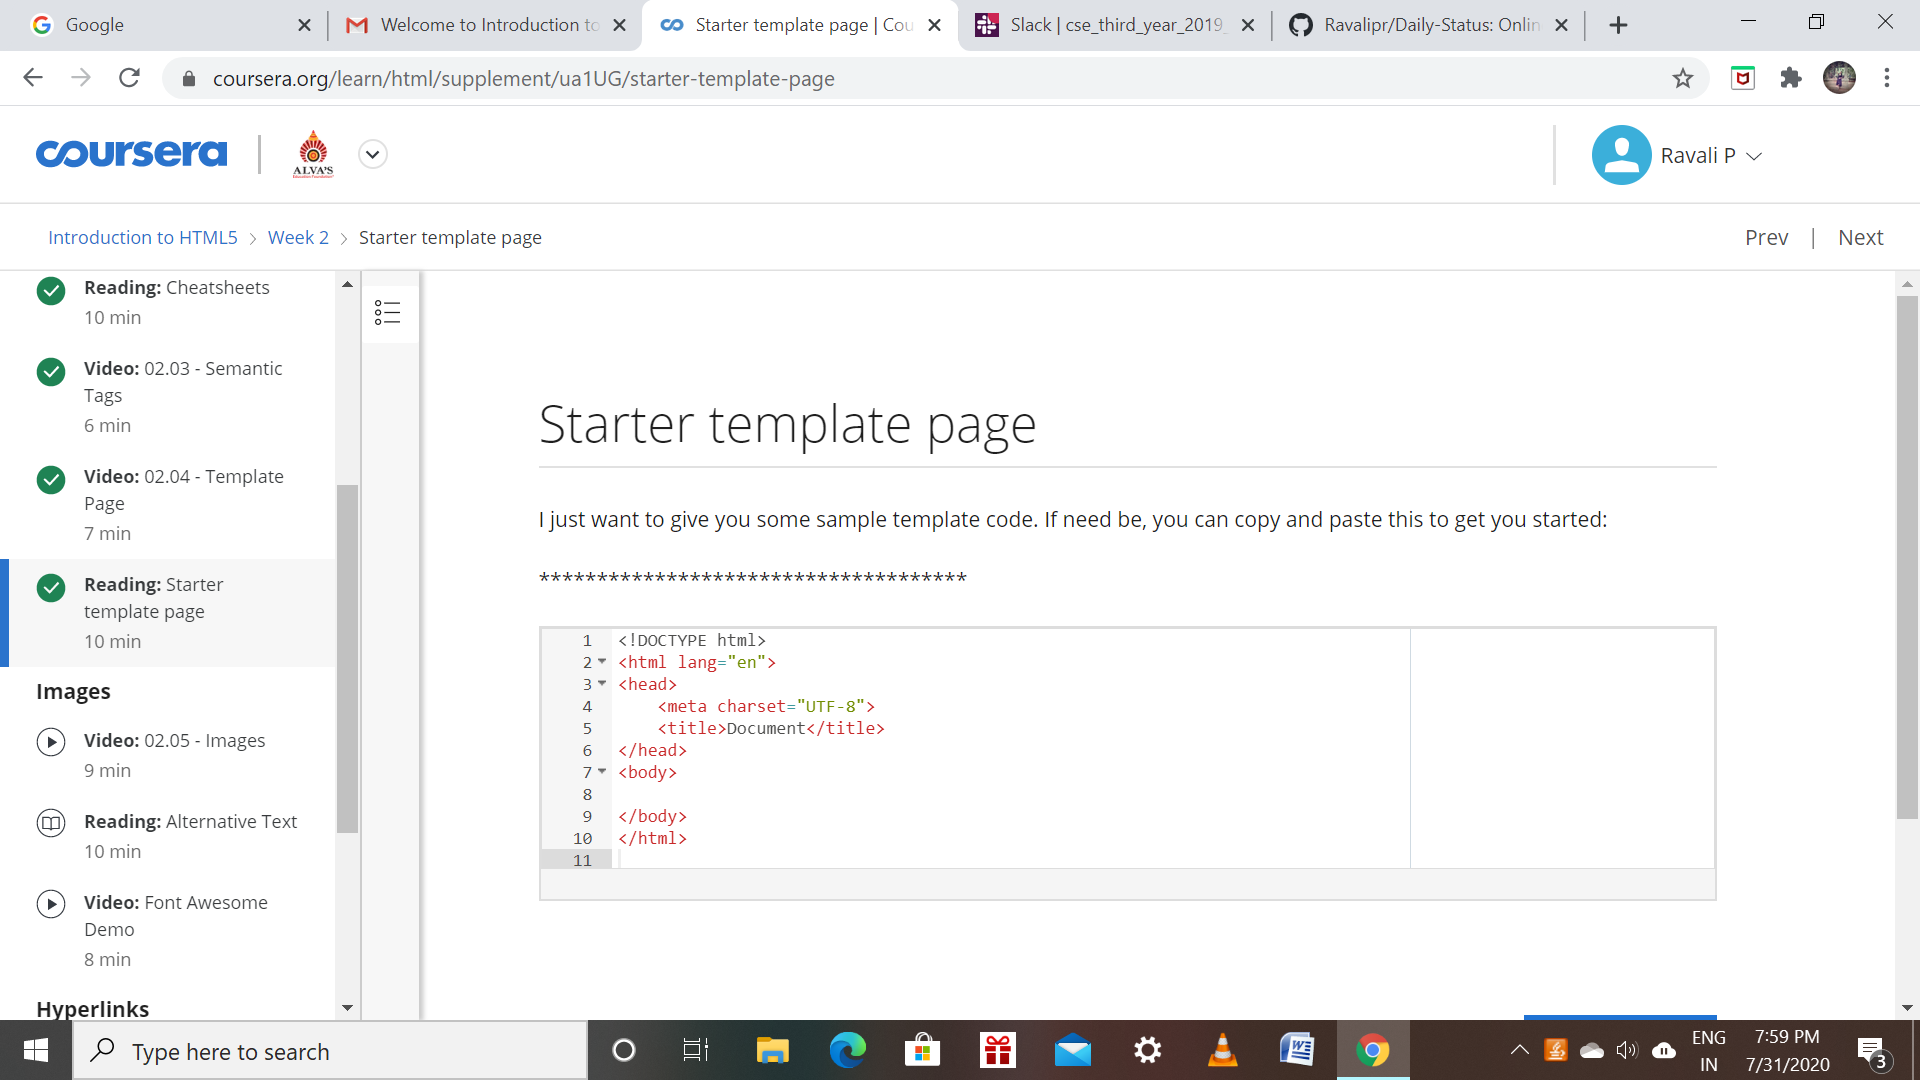 Google
Welcome to Introduction to
Starter template page | Cou
Slack | cse_third_year_2019_
Ravalipr/Daily-Status: Onlin
coursera.org/learn/html/supplement/ua1UG/starter-template-page
coursera
ALVA'S
Ravali P
Introduction to HTML5 > Week 2 > Starter template page
Prev | Next
Reading: Cheatsheets
10 min
Video: 02.03 - Semantic
Tags
6 min
Video: 02.04 - Template
Page
7 min
Reading: Starter
template page
10 min
Images
Video: 02.05 - Images
9 min
Reading: Alternative Text
10 min
Video: Font Awesome
Demo
8 min
Hyperlinks
Starter template page
I just want to give you some sample template code. If need be, you can copy and paste this to get you started:
*************************************
1 <!DOCTYPE html>
2 <html lang="en">
3 <head>
4     <meta charset="UTF-8">
5     <title>Document</title>
6 </head>
7 <body>
8
9 </body>
10 </html>
11
Type here to search
ENG
IN
7:59 PM
7/31/2020
3